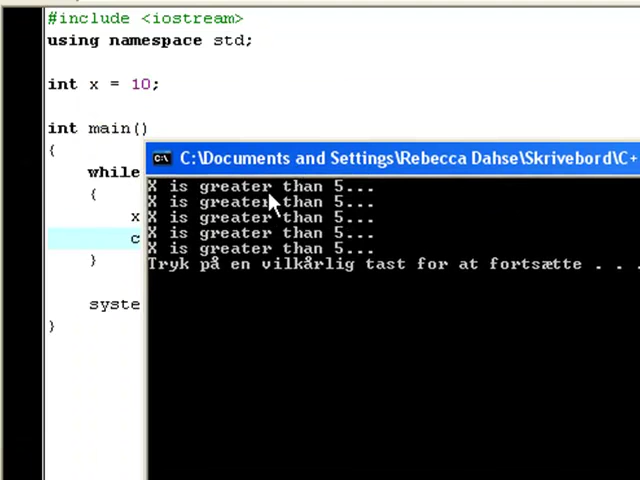 #include <iostream>
using namespace std;
int x = 10;
int main()
{
while
{
x
c
}
syste
}
C:\Documents and Settings\Rebecca Dahse\Skrivebord\C+
X is greater than 5...
X is greater than 5...
X is greater than 5...
X is greater than 5...
X is greater than 5...
Tryk på en vilkårlig tast for at fortsætte . . .